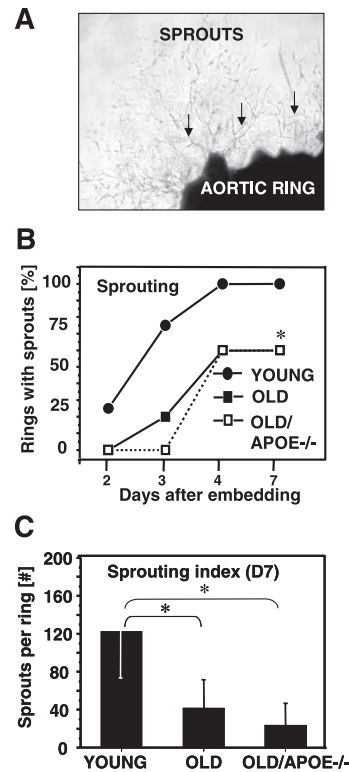 A
SPROUTS
AORTIC RING
B
Rings with sprouts [%]
100
75
50
25
0
Sprouting
*
YOUNG
OLD
OLD/
APOE-/-
2 3 4 7
Days after embedding
C
Sprouts per ring [#]
200
160
120
80
40
0
Sprouting index (D7)
*
*
YOUNG OLD OLD/APOE-/-